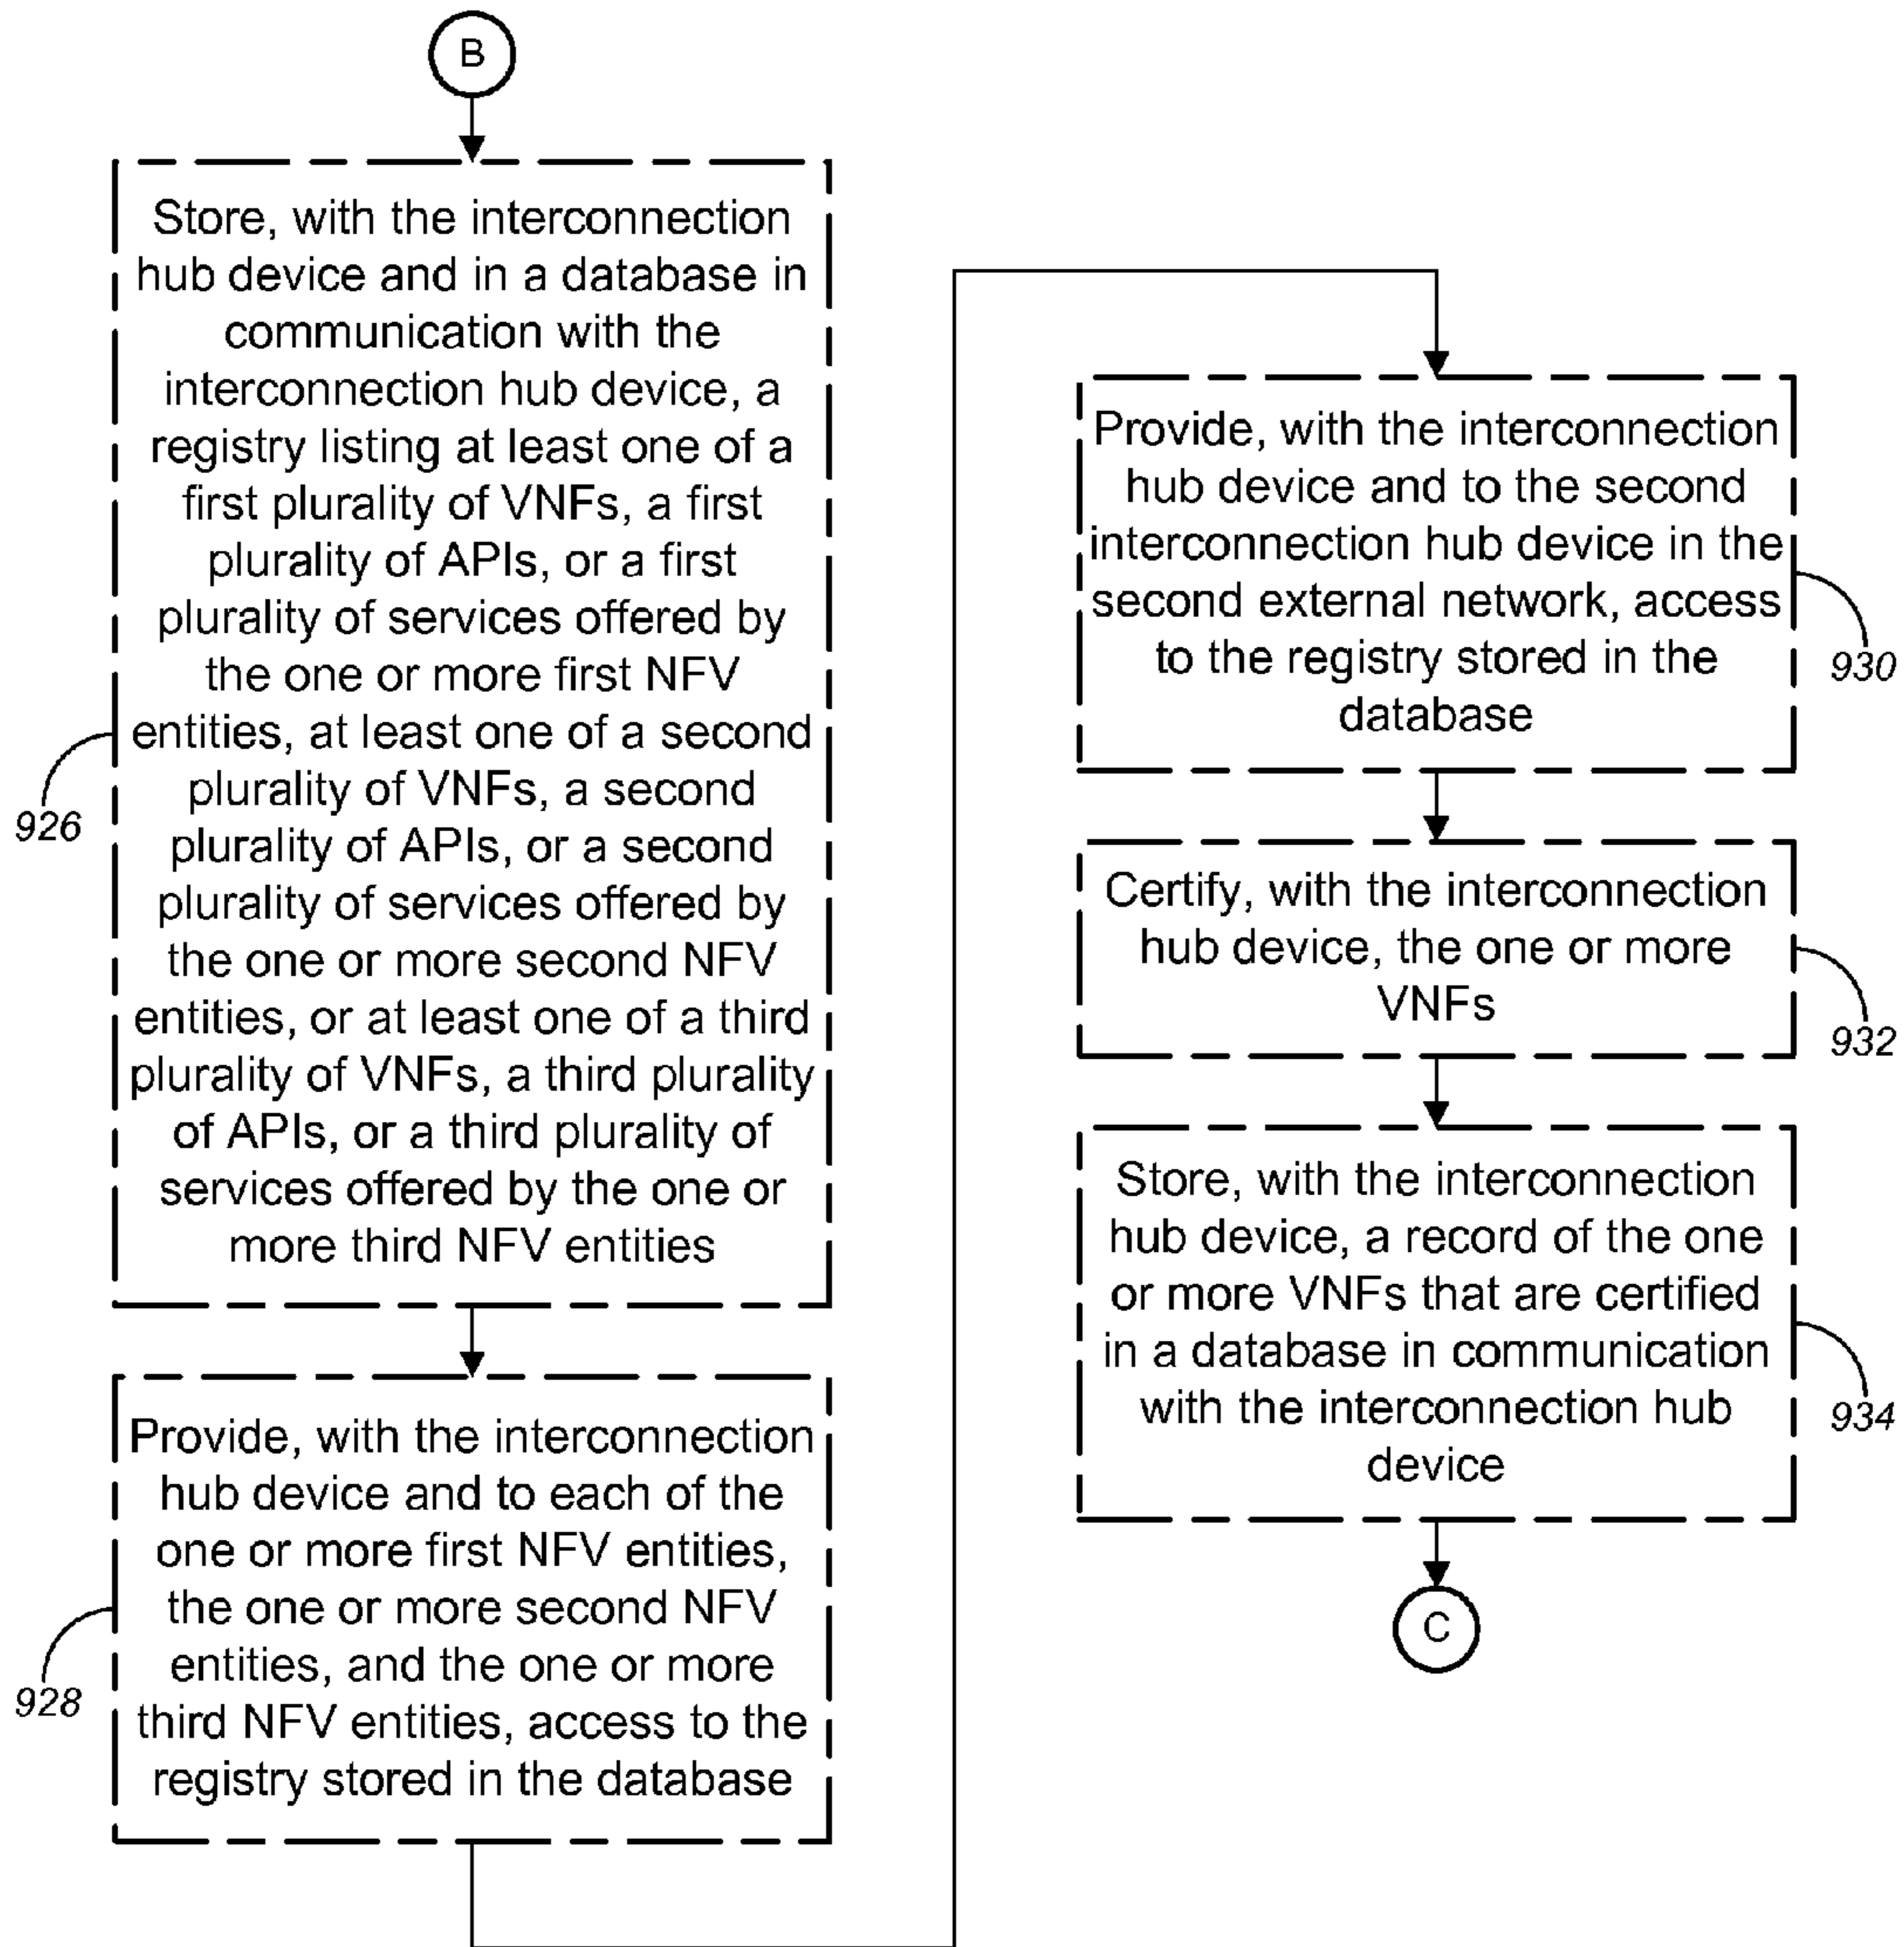 B
Store, with the interconnection
hub device and in a database in
communication with the
interconnection hub device, a
registry listing at least one of a
first plurality of VNFs, a first
plurality of APIs, or a first
plurality of services offered by
the one or more first NFV
entities, at least one of a second
plurality of VNFs, a second
plurality of APIs, or a second
plurality of services offered by
the one or more second NFV
entities, or at least one of a third
plurality of VNFs, a third plurality
of APIs, or a third plurality of
services offered by the one or
more third NFV entities
926
Provide, with the interconnection
hub device and to each of the
one or more first NFV entities,
the one or more second NFV
entities, and the one or more
third NFV entities, access to the
registry stored in the database
928
Provide, with the interconnection
hub device and to the second
interconnection hub device in the
second external network, access
to the registry stored in the
database
930
Certify, with the interconnection
hub device, the one or more
VNFs
932
Store, with the interconnection
hub device, a record of the one
or more VNFs that are certified
in a database in communication
with the interconnection hub
device
934
C